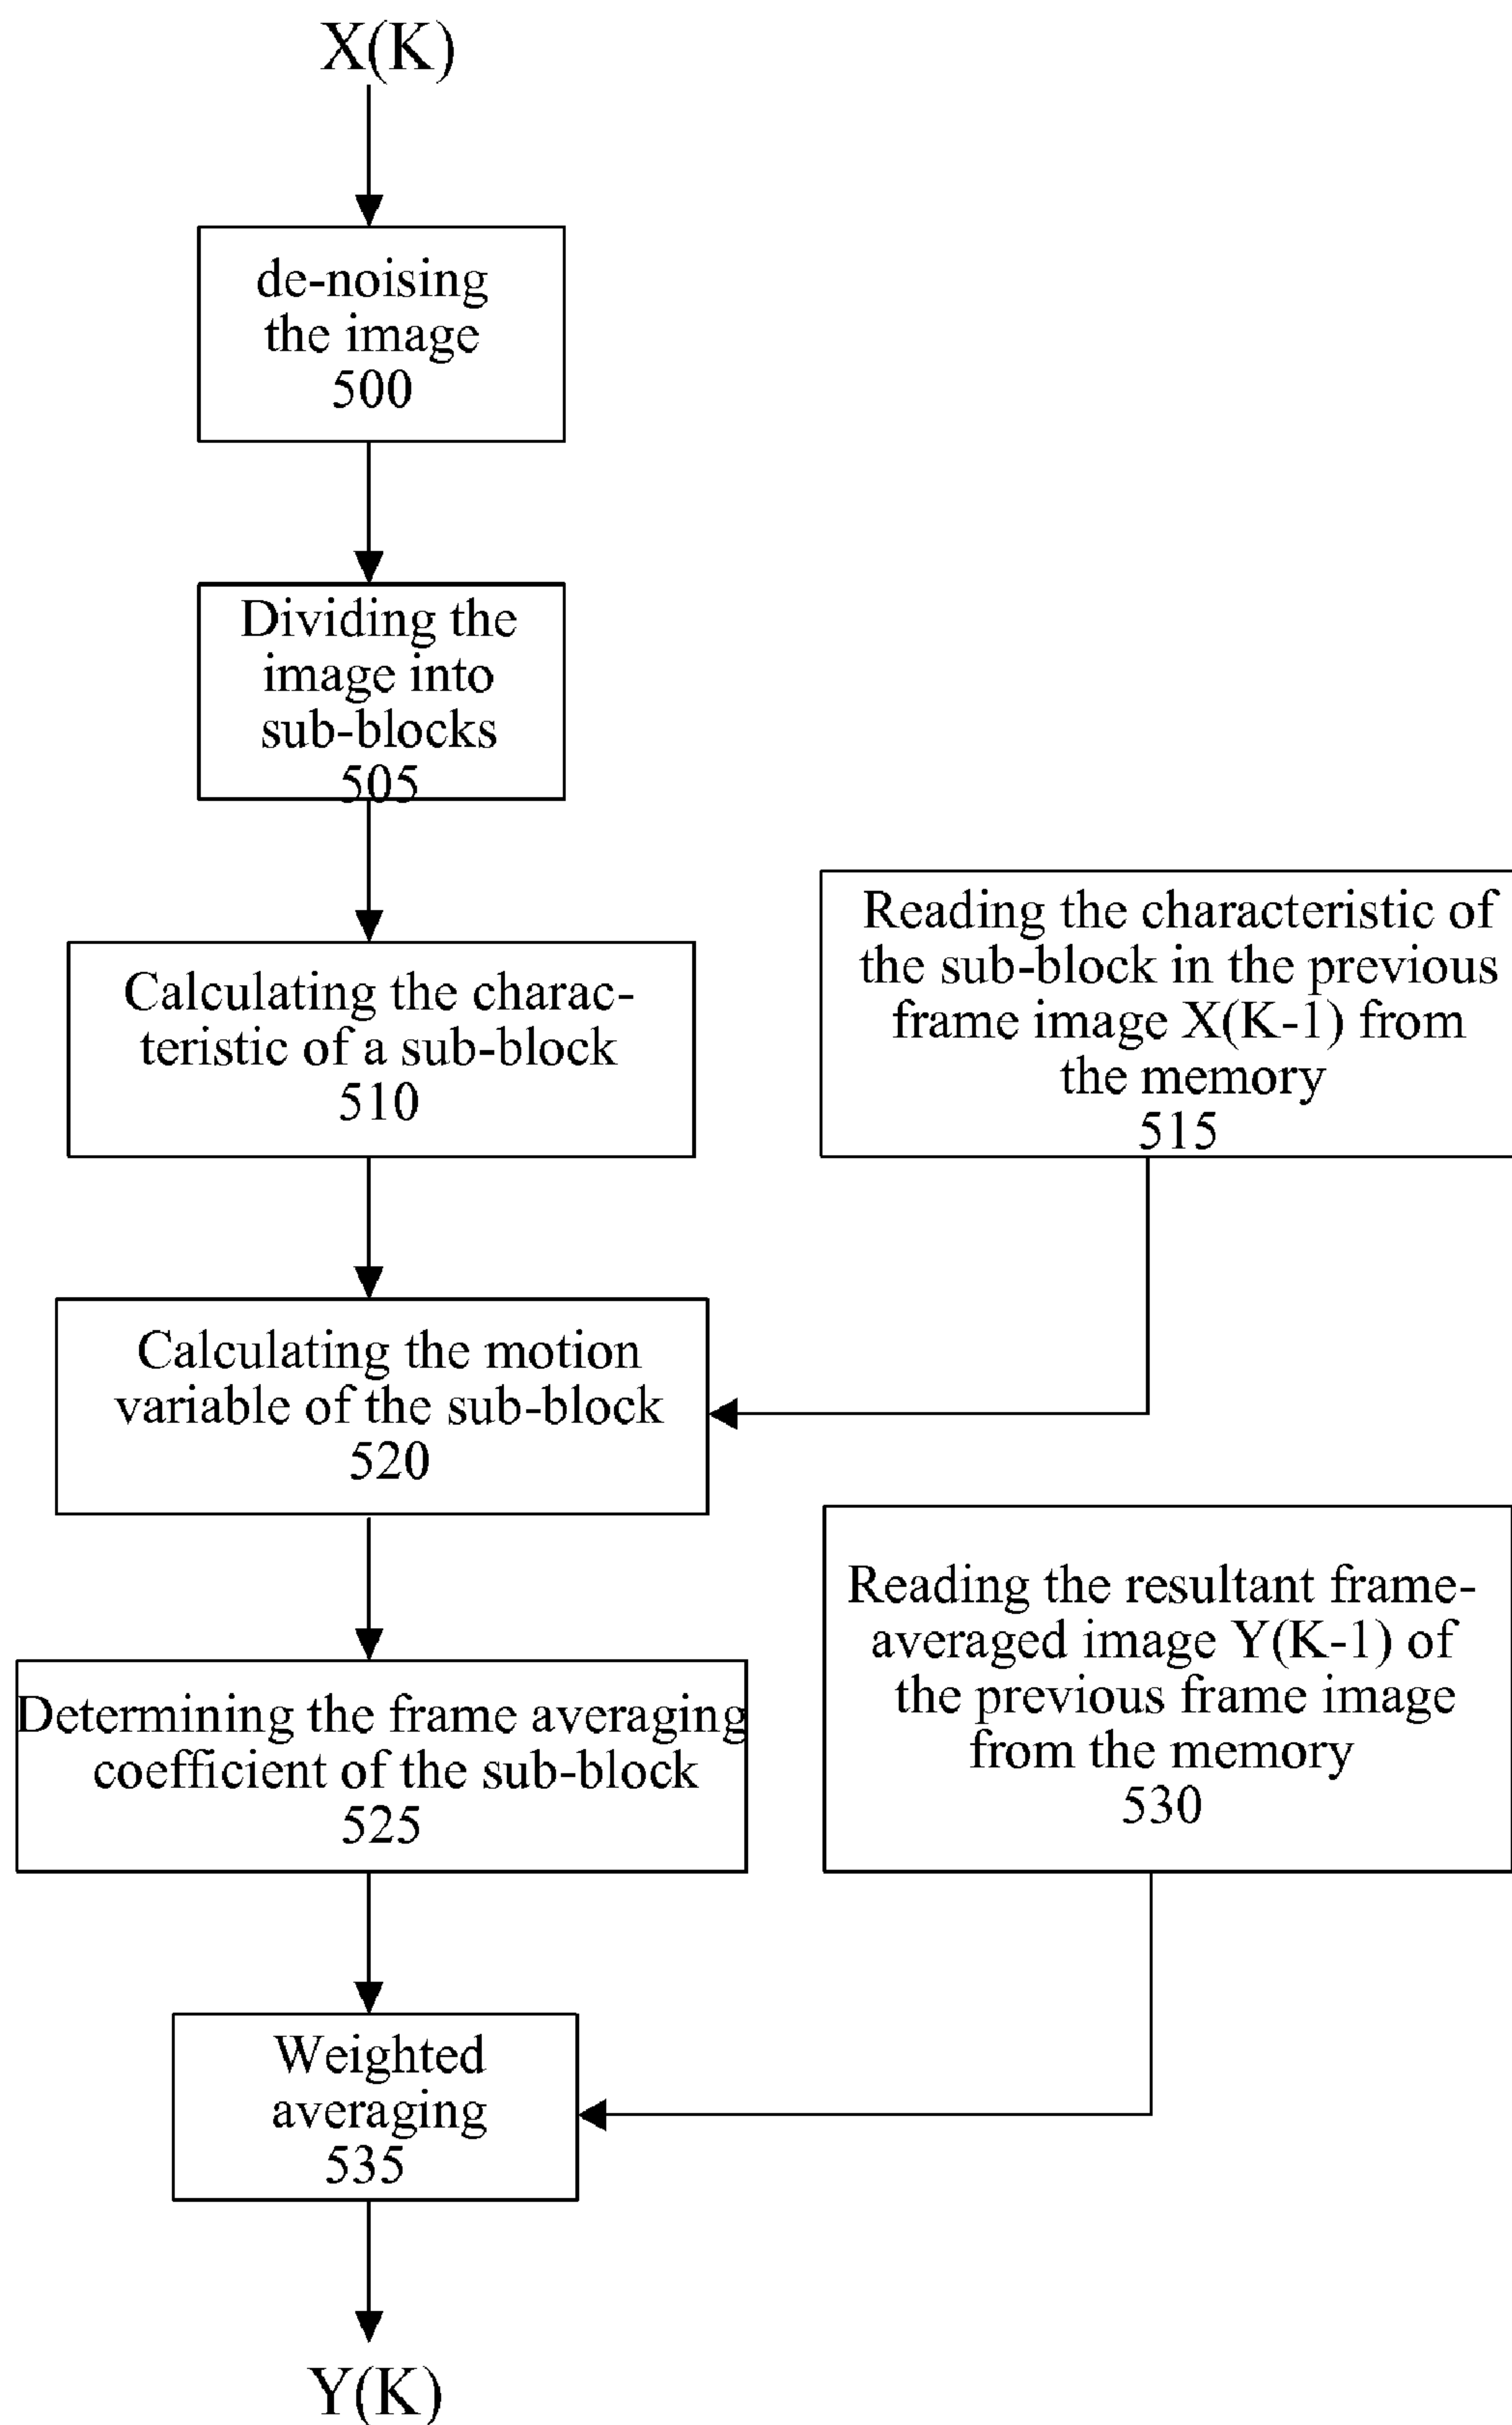 X(K)
de-noising
the image
500
Dividing the
image into
sub-blocks
505
Calculating the charac-
teristic of a sub-block
510
Reading the characteristic of
the sub-block in the previous
frame image X(K-1) from
the memory
515
Calculating the motion
variable of the sub-block
520
Reading the resultant frame-
averaged image Y(K-1) of
the previous frame image
from the memory
530
Determining the frame averaging
coefficient of the sub-block
525
Weighted
averaging
535
Y(K)